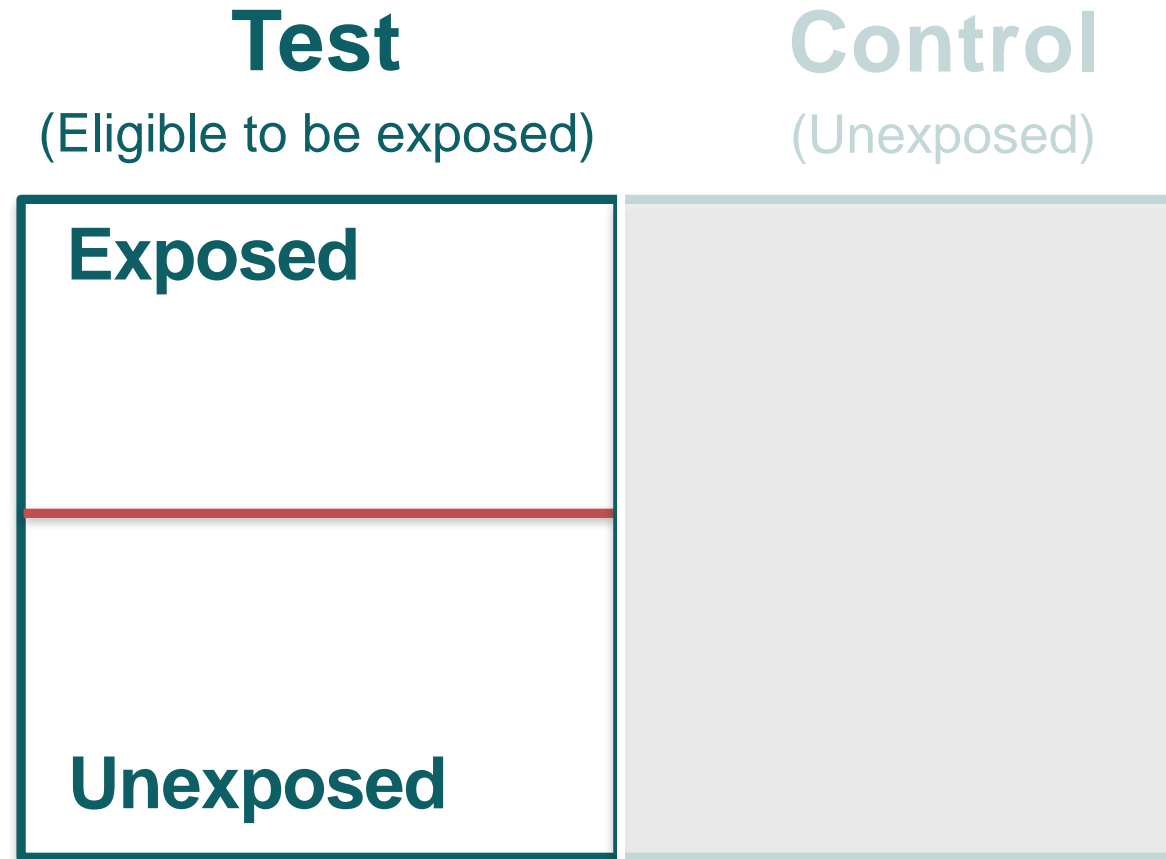 Test
(Eligible to be exposed)
Control
(Unexposed)
Exposed
Unexposed